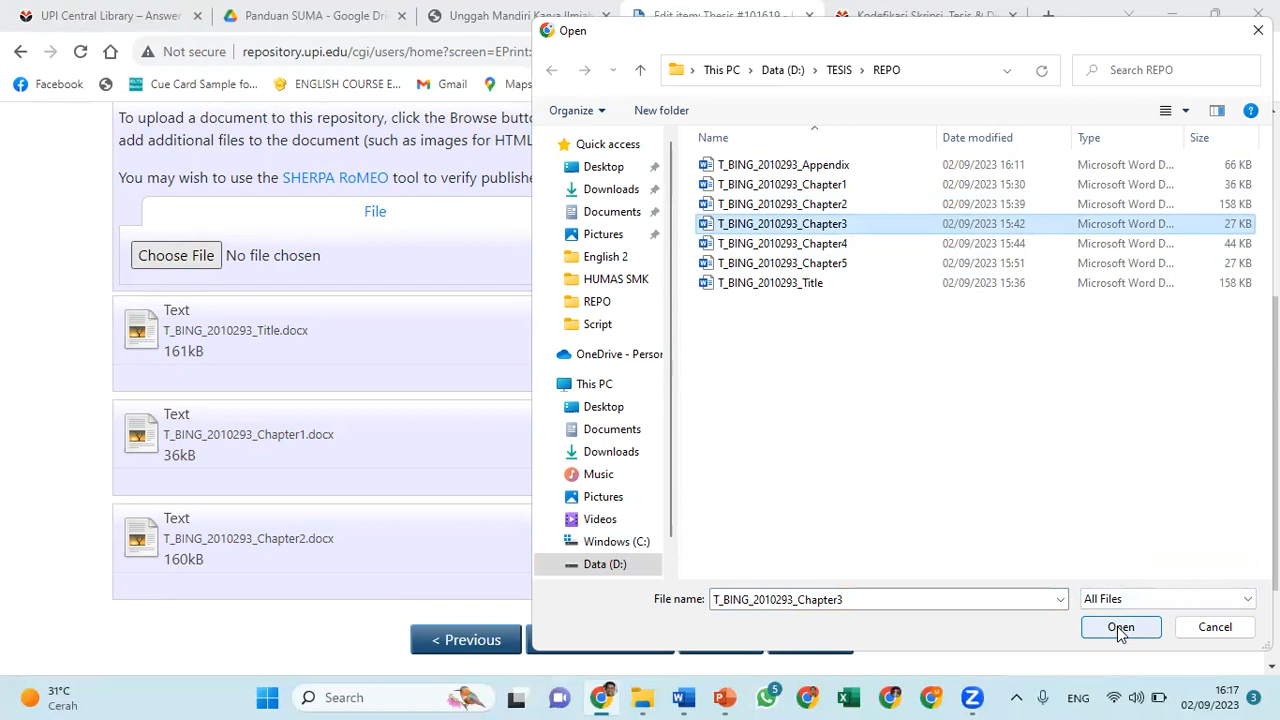 UPI Central Library – Answer
Pandu
Google Dri
Unggah Mandiri Karya Ilmi
Edit item: Thesis #101619 -
Kodefikasi Skripsi, Tesis & D
Open
Not secure
repository.upi.edu/cgi/users/home?screen=EPrint:
This PC
Data (D:)
TESIS
REPO
Search REPO
Facebook
Cue Card Sample fo...
ENGLISH COURSE E...
Gmail
Maps
Organize
New folder
To upload a document to this repository, click the Browse butto
add additional files to the document (such as images for HTML
You may wish to use the SHERPA RoMEO tool to verify publishe
File
Choose File No file chosen
Text
T_BING_2010293_Title.docx
161kB
Text
T_BING_2010293_Chapter1.docx
36kB
Text
T_BING_2010293_Chapter2.docx
160kB
< Previous
Quick access
Desktop
Downloads
Documents
Pictures
English 2
HUMAS SMK
REPO
Script
OneDrive - Person
This PC
Desktop
Documents
Downloads
Music
Pictures
Videos
Windows (C:)
Data (D:)
Name Date modified Type Size
T_BING_2010293_Appendix 02/09/2023 16:11 Microsoft Word D... 66 KB
T_BING_2010293_Chapter1 02/09/2023 15:30 Microsoft Word D... 36 KB
T_BING_2010293_Chapter2 02/09/2023 15:39 Microsoft Word D... 158 KB
T_BING_2010293_Chapter3 02/09/2023 15:42 Microsoft Word D... 27 KB
T_BING_2010293_Chapter4 02/09/2023 15:44 Microsoft Word D... 44 KB
T_BING_2010293_Chapter5 02/09/2023 15:51 Microsoft Word D... 27 KB
T_BING_2010293_Title 02/09/2023 15:36 Microsoft Word D... 158 KB
File name: T_BING_2010293_Chapter3
All Files
Open
Cancel
31°C
Cerah
Search
5
ENG
16:17
02/09/2023
3